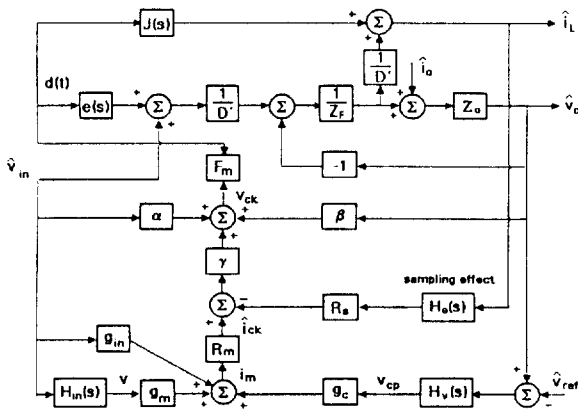 J(s)
Σ
î_L
1
D'
î_o
d(t)
e(s)
Σ
1
D'
Σ
1
Z_F
Σ
Z_o
v̂_o
-1
v̂_in
F_m
v_ck
α
Σ
β
γ
sampling effect
Σ
R_s
H_e(s)
î_ck
g_in
R_m
i_m
v
v_cp
v̂_ref
H_in(s)
g_m
Σ
g_c
H_v(s)
Σ